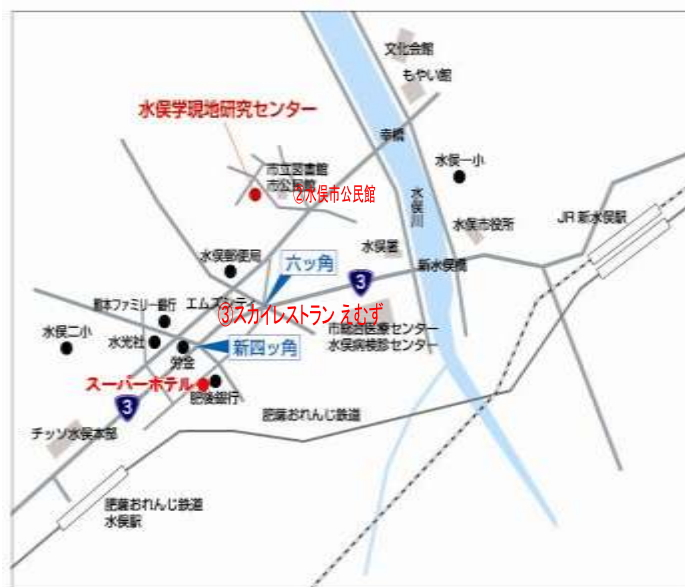 文化会館
もやい館
水俣学現地研究センター
幸橋
市立図書館
市公民館
②水俣市公民館
水俣一小
水俣川
水俣市役所
JR 新水俣駅
水俣署
新水俣橋
水俣郵便局
六ッ角
3
エムズシティ
③スカイレストラン えむず
熊本ファミリー銀行
市総合医療センター
水俣病検診センター
水俣二小
水光社
労金
新四ッ角
スーパーホテル
肥後銀行
3
肥薩おれんじ鉄道
チッソ水俣本部
肥薩おれんじ鉄道
水俣駅